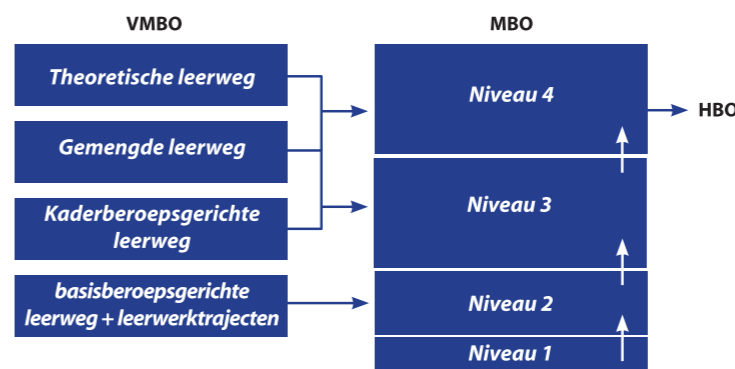 VMBO
MBO
Theoretische leerweg
Gemengde leerweg
Kaderberoepsgerichte
leerweg
basisberoepsgerichte
leerweg + leerwerktrajecten
Niveau 4
Niveau 3
Niveau 2
Niveau 1
HBO